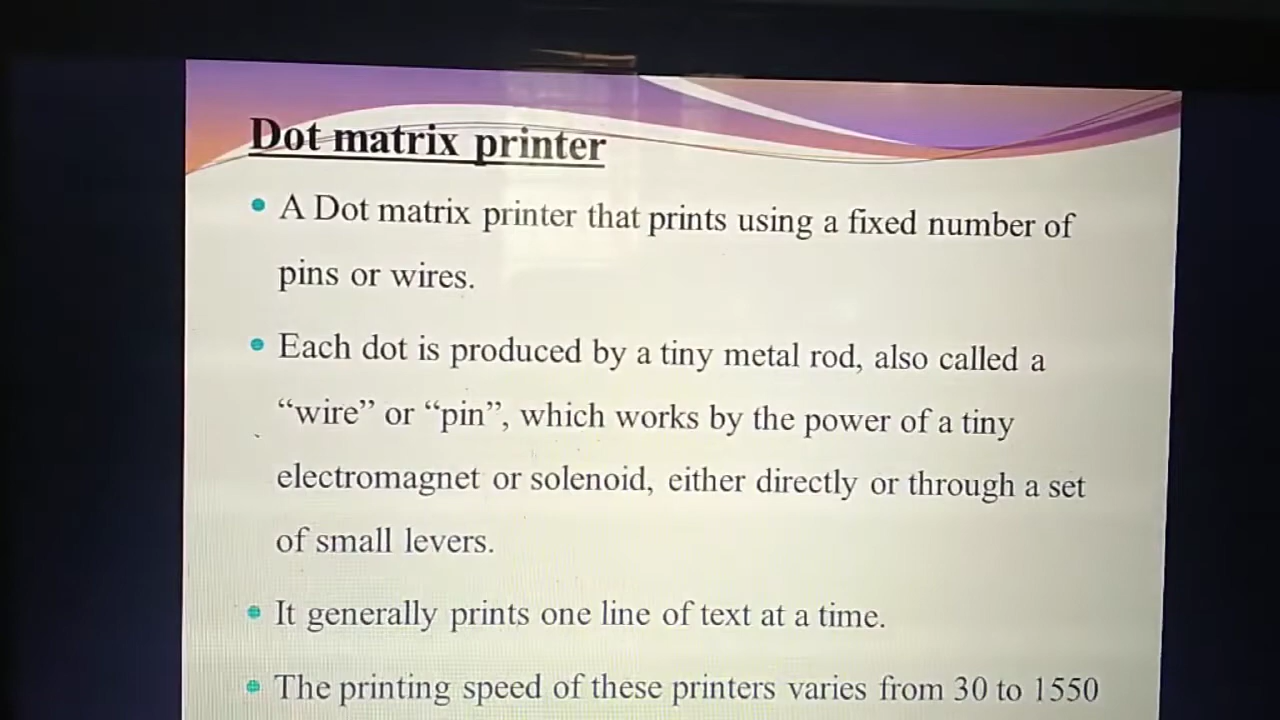 Dot matrix printer
• A Dot matrix printer that prints using a fixed number of
pins or wires.
• Each dot is produced by a tiny metal rod, also called a
“wire” or “pin”, which works by the power of a tiny
electromagnet or solenoid, either directly or through a set
of small levers.
• It generally prints one line of text at a time.
• The printing speed of these printers varies from 30 to 1550